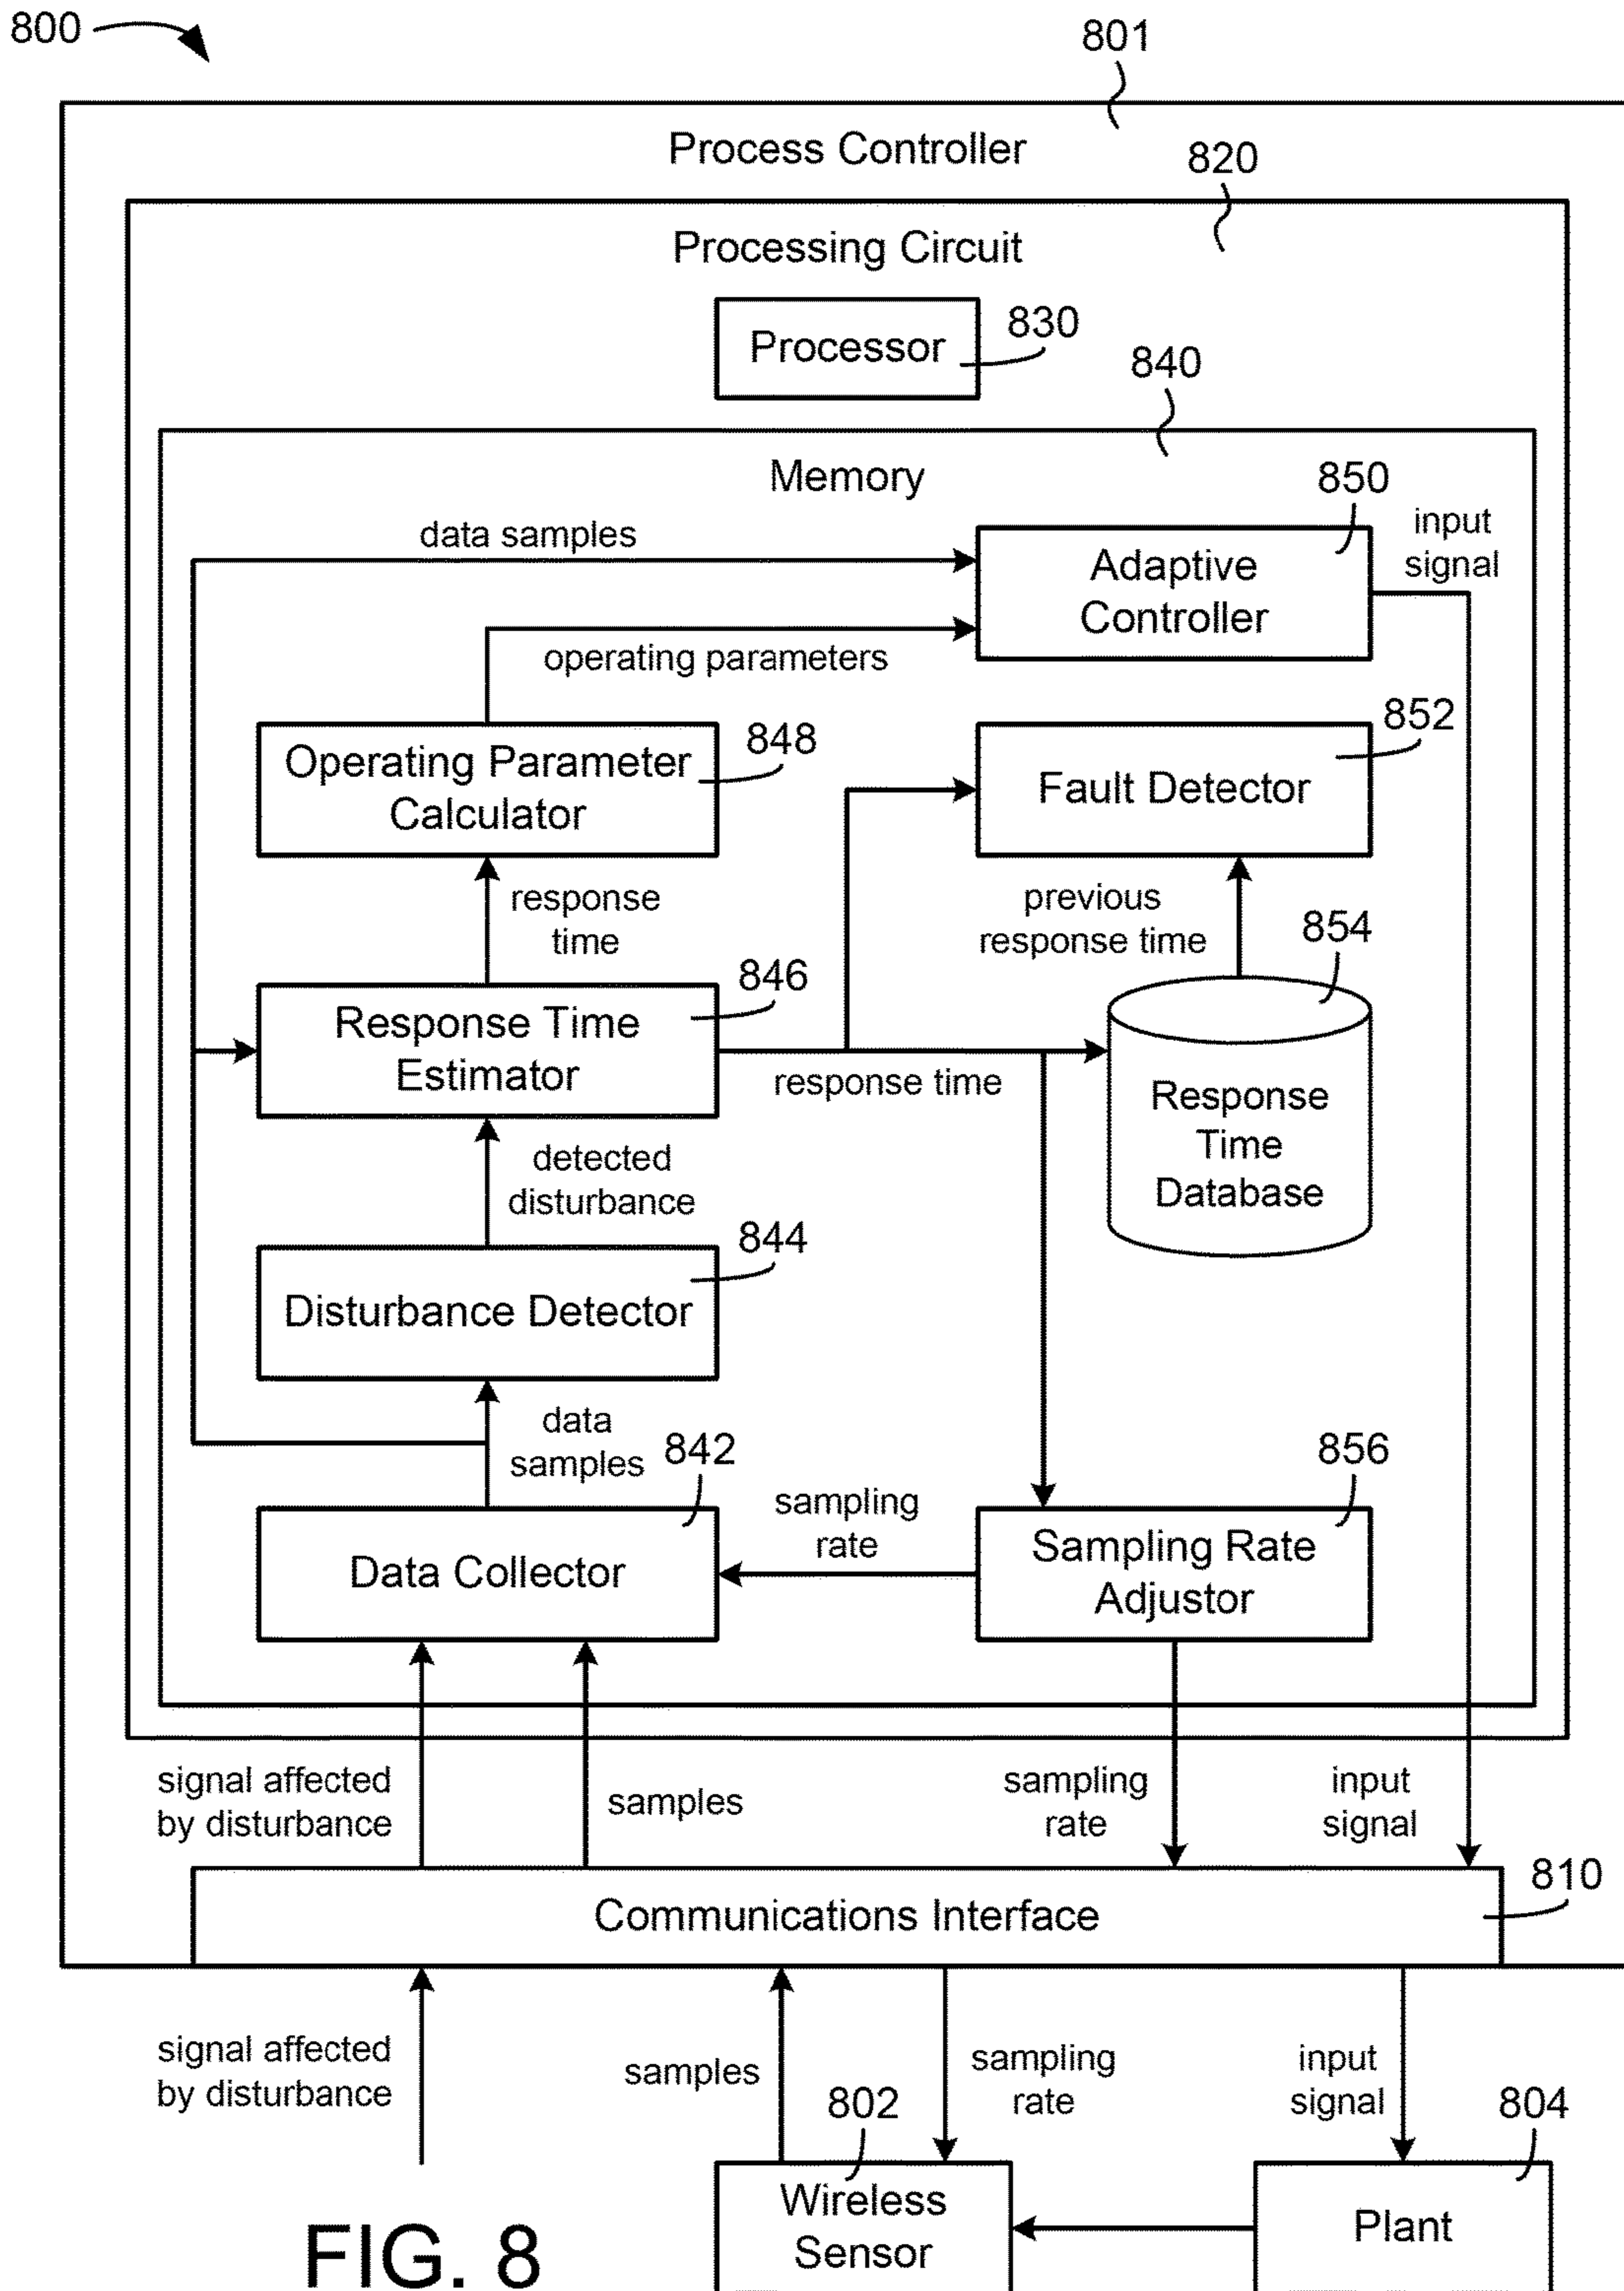 800
801
Process Controller
820
Processing Circuit
Processor
830
840
Memory
850
data samples
input
signal
Adaptive
Controller
operating parameters
852
848
Operating Parameter
Calculator
Fault Detector
response
time
previous
response time
854
846
Response Time
Estimator
response time
Response
Time
Database
detected
disturbance
844
Disturbance Detector
data
samples
842
856
sampling
rate
Data Collector
Sampling Rate
Adjustor
signal affected
by disturbance
samples
sampling
rate
input
signal
810
Communications Interface
signal affected
by disturbance
samples
sampling
rate
input
signal
802
804
Wireless
Sensor
Plant
FIG. 8